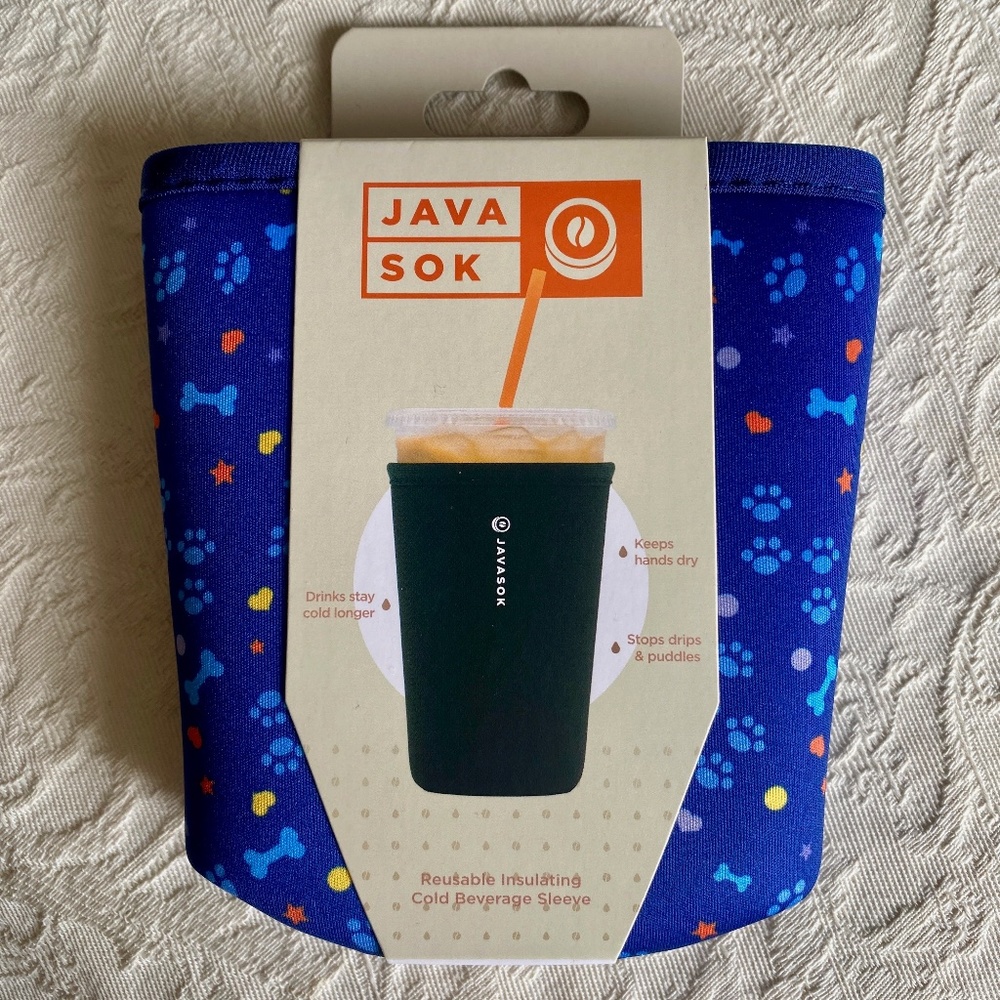 JAVA
SOK
JAVASOK
Keeps
hands dry
Drinks stay
cold longer
Stops drips
& puddles
Reusable Insulating
Cold Beverage Sleeve